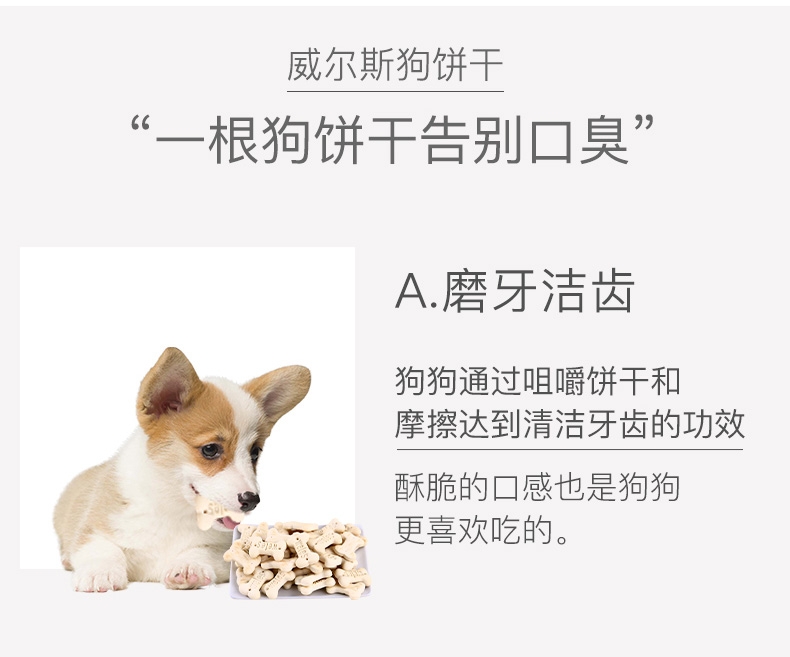 威尔斯狗饼干
“一根狗饼干告别口臭”
A.磨牙洁齿
狗狗通过咀嚼饼干和
摩擦达到清洁牙齿的功效
酥脆的口感也是狗狗
更喜欢吃的。